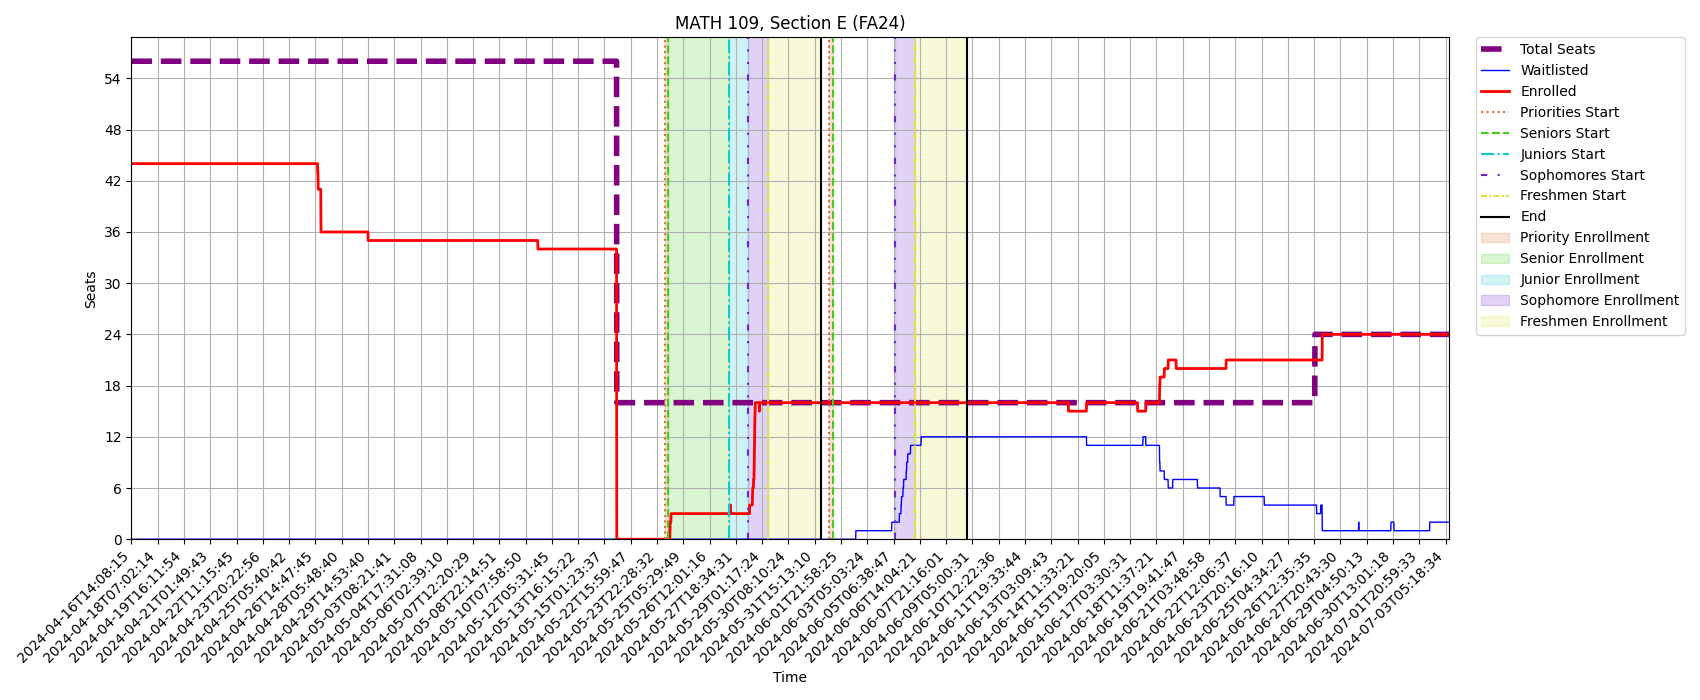 MATH 109, Section E (FA24)
Seats
54
48
42
36
30
24
18
12
6
0
2024-04-16T14:08:15
2024-04-18T07:02:14
2024-04-19T16:11:54
2024-04-21T01:49:43
2024-04-22T11:15:45
2024-04-23T20:22:56
2024-04-25T05:40:42
2024-04-26T14:47:45
2024-04-28T05:48:40
2024-04-29T14:53:40
2024-05-03T08:21:41
2024-05-04T17:31:08
2024-05-06T02:39:10
2024-05-07T12:20:29
2024-05-08T22:14:51
2024-05-10T07:58:50
2024-05-12T05:31:45
2024-05-13T16:15:22
2024-05-15T01:23:37
2024-05-22T15:59:47
2024-05-23T22:28:32
2024-05-25T05:29:49
2024-05-26T12:01:16
2024-05-27T18:34:31
2024-05-29T01:17:24
2024-05-30T08:10:24
2024-05-31T15:13:10
2024-06-01T21:58:25
2024-06-03T05:03:24
2024-06-05T06:38:47
2024-06-06T14:04:21
2024-06-07T21:16:01
2024-06-09T05:00:31
2024-06-10T12:22:36
2024-06-11T19:33:44
2024-06-13T03:09:43
2024-06-14T11:33:21
2024-06-15T19:20:05
2024-06-17T03:30:31
2024-06-18T11:37:21
2024-06-19T19:41:47
2024-06-21T03:48:58
2024-06-22T12:06:37
2024-06-23T20:16:10
2024-06-25T04:34:27
2024-06-26T12:35:35
2024-06-27T20:43:30
2024-06-29T04:50:13
2024-06-30T13:01:18
2024-07-01T20:59:33
2024-07-03T05:18:34
Time
Total Seats
Waitlisted
Enrolled
Priorities Start
Seniors Start
Juniors Start
Sophomores Start
Freshmen Start
End
Priority Enrollment
Senior Enrollment
Junior Enrollment
Sophomore Enrollment
Freshmen Enrollment